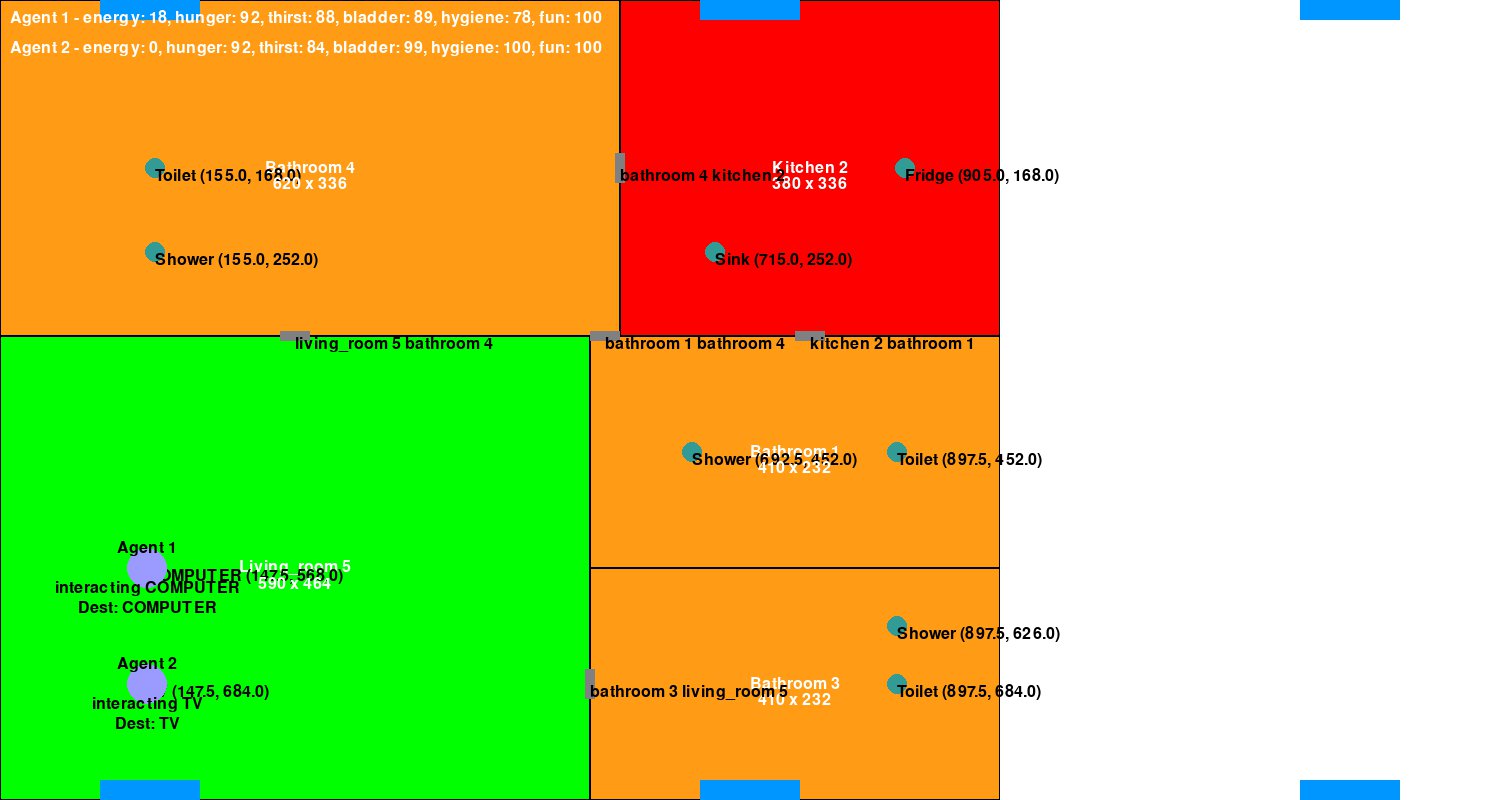 Agent 1 - energy: 18, hunger: 92, thirst: 88, bladder: 89, hygiene: 78, fun: 100
Agent 2 - energy: 0, hunger: 92, thirst: 84, bladder: 99, hygiene: 100, fun: 100
Bathroom 4
620 x 336
Toilet (155.0, 168.0)
Shower (155.0, 252.0)
bathroom 4 kitchen 2
Kitchen 2
380 x 336
Fridge (905.0, 168.0)
Sink (715.0, 252.0)
living_room 5 bathroom 4
bathroom 1 bathroom 4
kitchen 2 bathroom 1
Bathroom 1
410 x 232
Shower (692.5, 452.0)
Toilet (897.5, 452.0)
Agent 1
COMPUTER (147.5, 568.0)
interacting COMPUTER
Dest: COMPUTER
Living_room 5
590 x 464
Agent 2
(147.5, 684.0)
interacting TV
Dest: TV
Shower (897.5, 626.0)
bathroom 3 living_room 5
Bathroom 3
410 x 232
Toilet (897.5, 684.0)